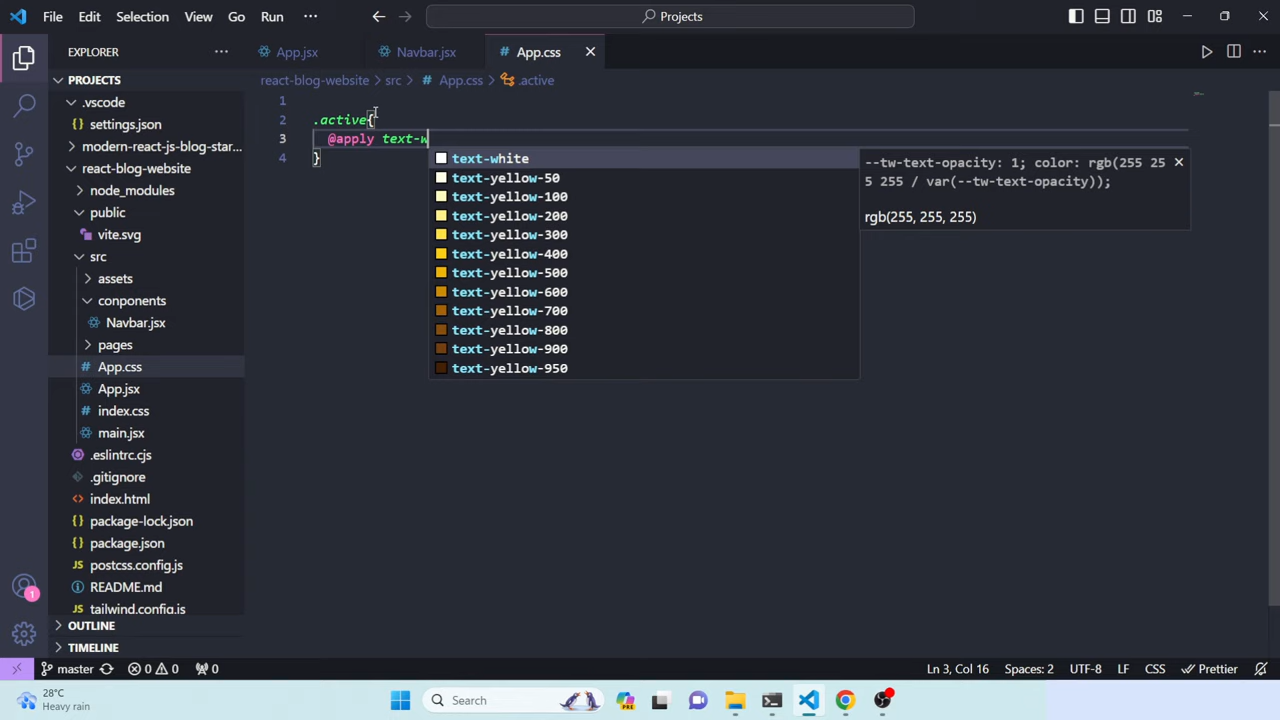 File Edit View Go Run ··· Projects
EXPLORER ··· App.jsx Navbar.jsx App.css
PROJECTS
react-blog-website > src > # App.css > .active
.vscode
settings.json
modern-react-js-blog-star...
react-blog-website
node_modules
public
vite.svg
src
assets
conponents
Navbar.jsx
pages
App.css
App.jsx
index.css
main.jsx
.eslintrc.cjs
.gitignore
index.html
package-lock.json
package.json
postcss.config.js
README.md
tailwind.config.js
OUTLINE
TIMELINE
1
2 .active{
3 @apply text-w
4 }
text-white
text-yellow-50
text-yellow-100
text-yellow-200
text-yellow-300
text-yellow-400
text-yellow-500
text-yellow-600
text-yellow-700
text-yellow-800
text-yellow-900
text-yellow-950
--tw-text-opacity: 1; color: rgb(255 25
5 255 / var(--tw-text-opacity));
rgb(255, 255, 255)
1
master 0 0 0 Ln 3, Col 16 Spaces: 2 UTF-8 LF CSS Prettier
28°C
Heavy rain
Search
PRE